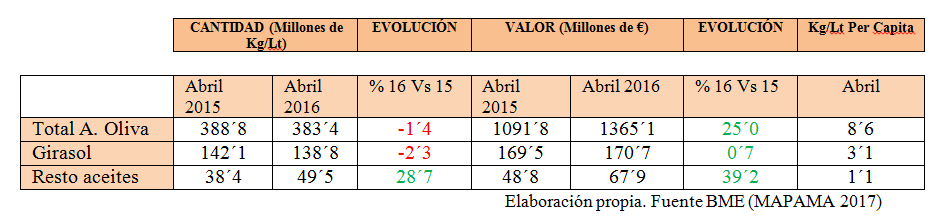 CANTIDAD (Millones de Kg/Lt) EVOLUCIÓN VALOR (Millones de €) EVOLUCIÓN Kg/Lt Per Capita
Abril 2015 Abril 2016 % 16 Vs 15 Abril 2015 Abril 2016 % 16 Vs 15 Abril
Total A. Oliva 388´8 383´4 -1´4 1091´8 1365´1 25´0 8´6
Girasol 142´1 138´8 -2´3 169´5 170´7 0´7 3´1
Resto aceites 38´4 49´5 28´7 48´8 67´9 39´2 1´1
Elaboración propia. Fuente BME (MAPAMA 2017)